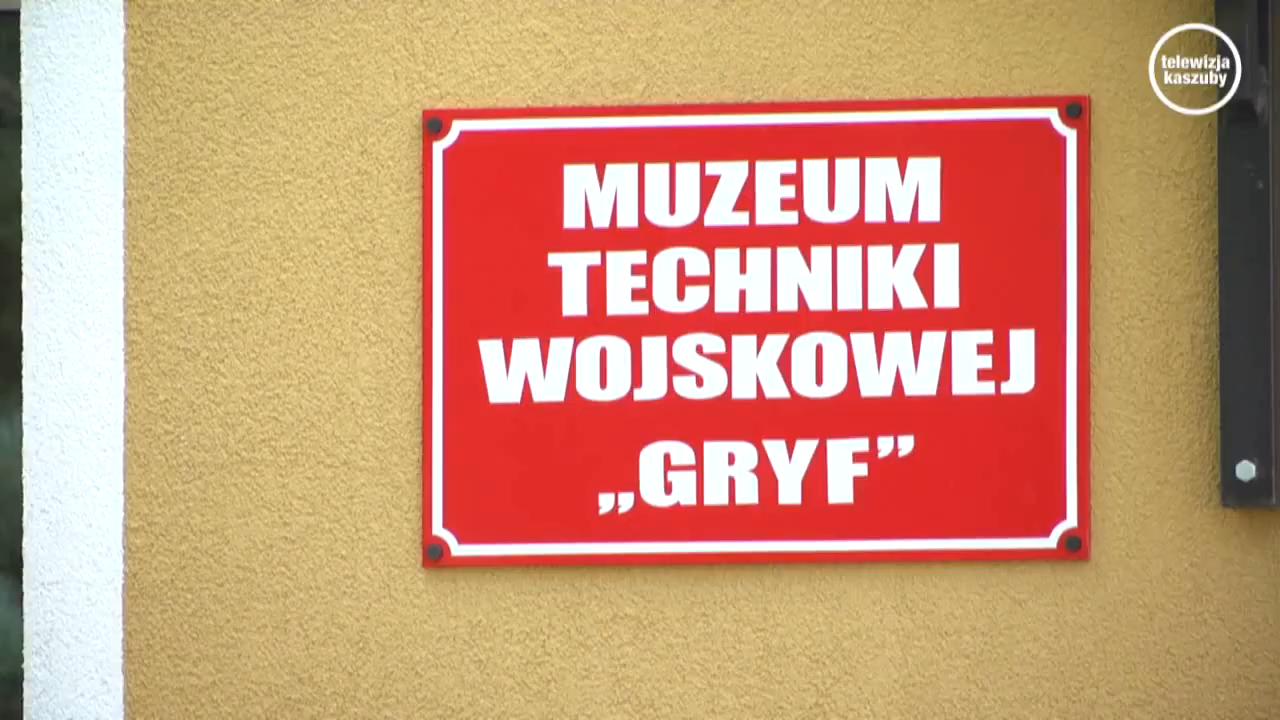 telewizja
kaszuby
MUZEUM
TECHNIKI
WOJSKOWEJ
„GRYF”